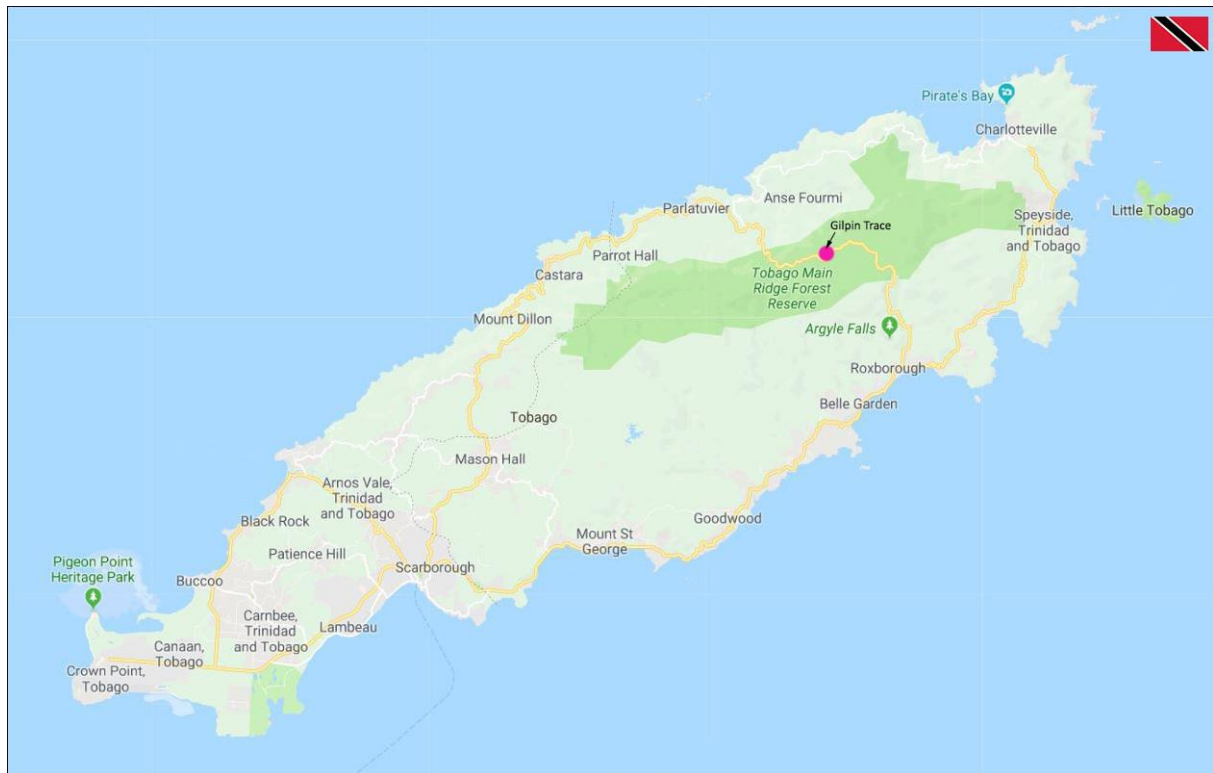 Pirate's Bay
Charlotteville
Anse Fourmi
Parlatuvier
Little Tobago
Speyside,
Trinidad
and Tobago
Gilpin Trace
Parrot Hall
Castara
Tobago Main
Ridge Forest
Reserve
Mount Dillon
Argyle Falls
Roxborough
Belle Garden
Tobago
Mason Hall
Arnos Vale,
Trinidad
and Tobago
Black Rock
Goodwood
Mount St
George
Patience Hill
Scarborough
Pigeon Point
Heritage Park
Buccoo
Carnbee,
Trinidad
and Tobago
Lambeau
Canaan,
Tobago
Crown Point,
Tobago